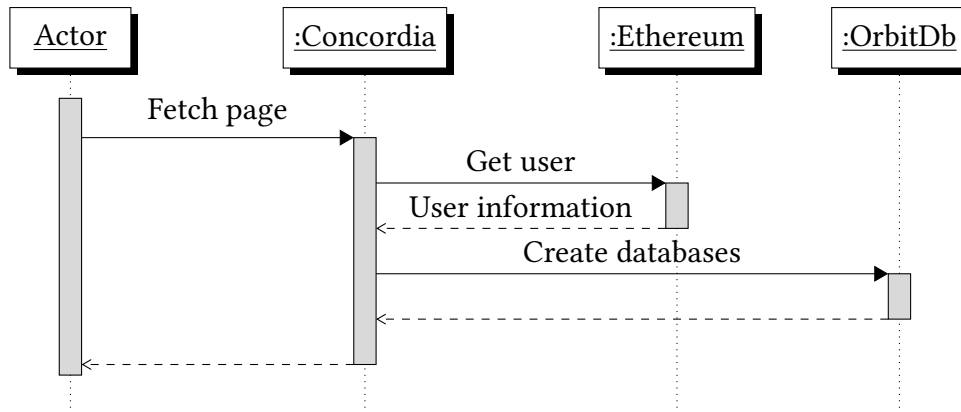 Actor
:Concordia
:Ethereum
:OrbitDb
Fetch page
Get user
User information
Create databases